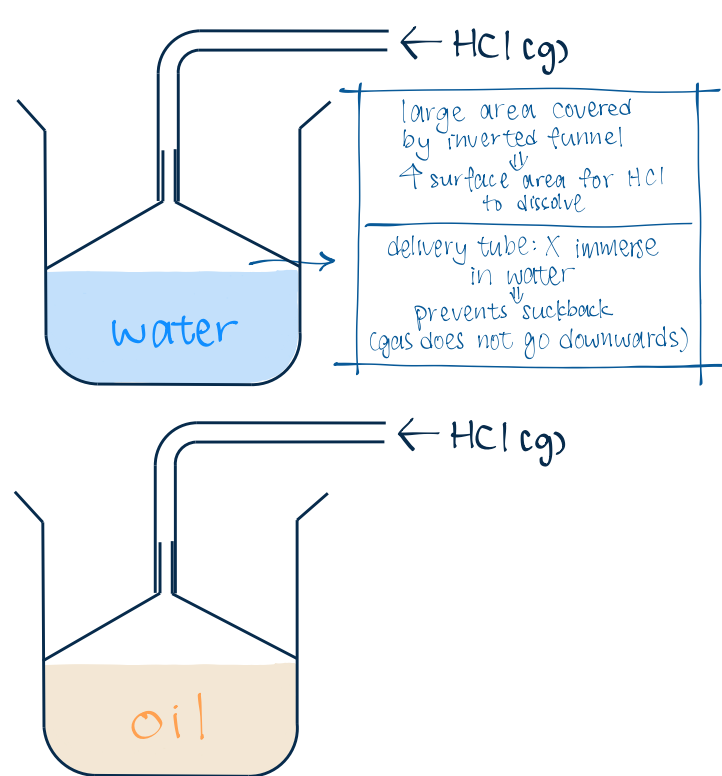 ← HCl(g)
large area covered
by inverted funnel
⇓
↑ surface area for HCl
to dissolve
delivery tube: X immerse
in water
⇓
prevents suckback
(gas does not go downwards)
water
← HCl(g)
oil